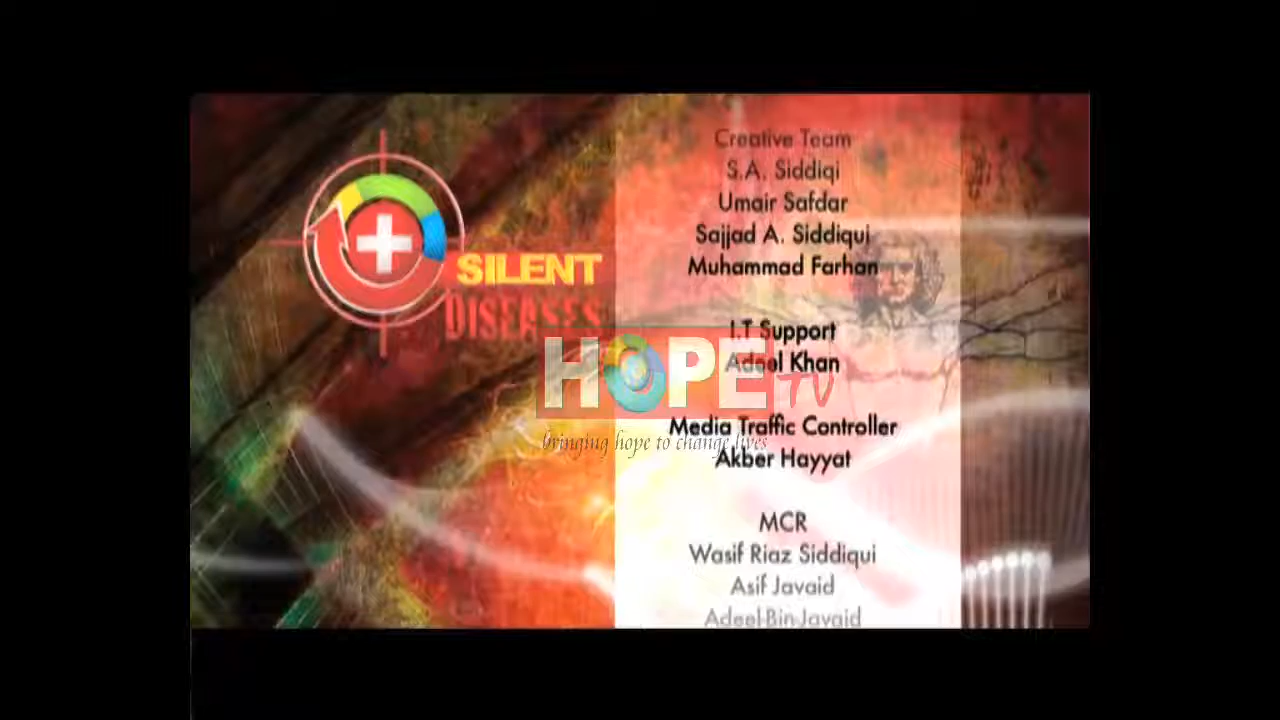 SILENT
DISEASES
Creative Team
S.A. Siddiqi
Umair Safdar
Sajjad A. Siddiqui
Muhammad Farhan
I.T Support
Adeel Khan
Media Traffic Controller
Akber Hayyat
MCR
Wasif Riaz Siddiqui
Asif Javaid
Adeel Bin Javaid
HOPE TV
bringing hope to change lives